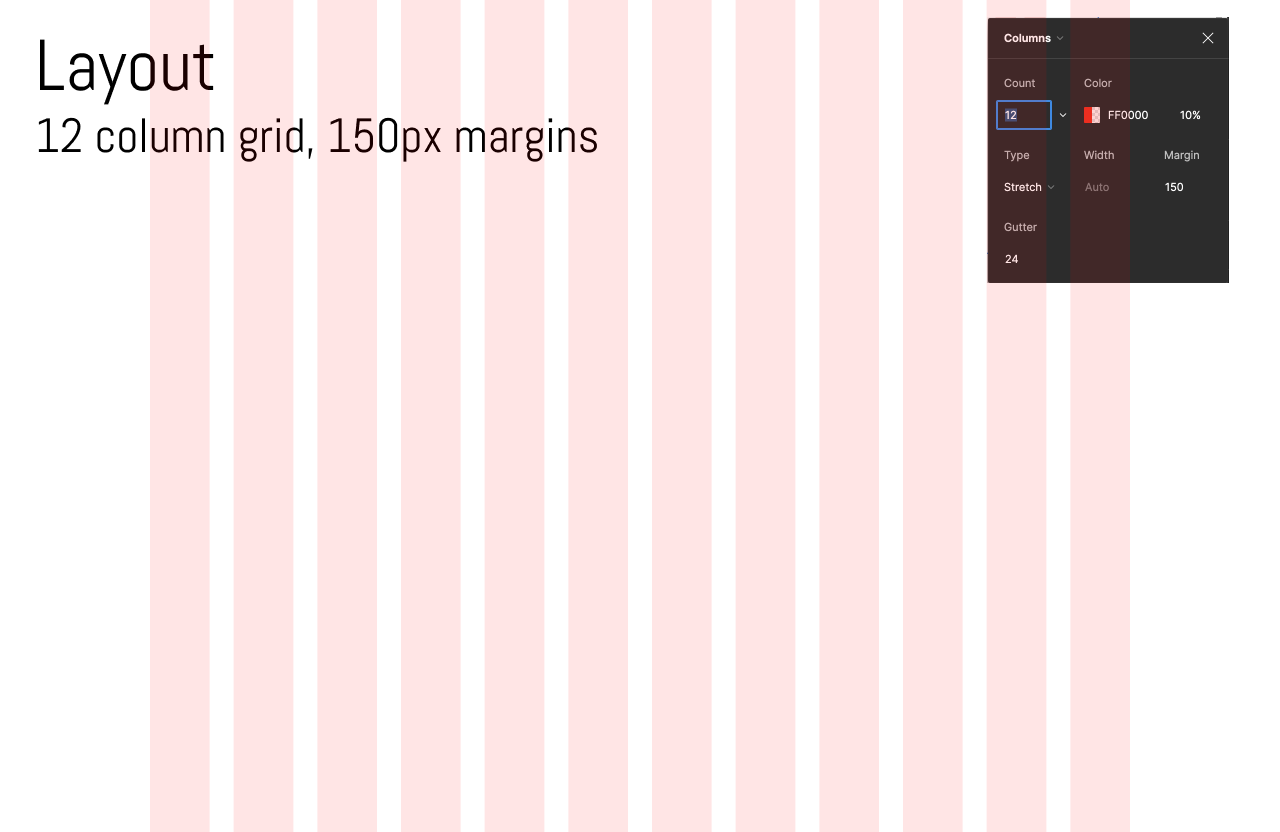 Layout
12 column grid, 150px margins
Columns
Count Color
12 FF0000 10%
Type Width Margin
Stretch Auto 150
Gutter
24